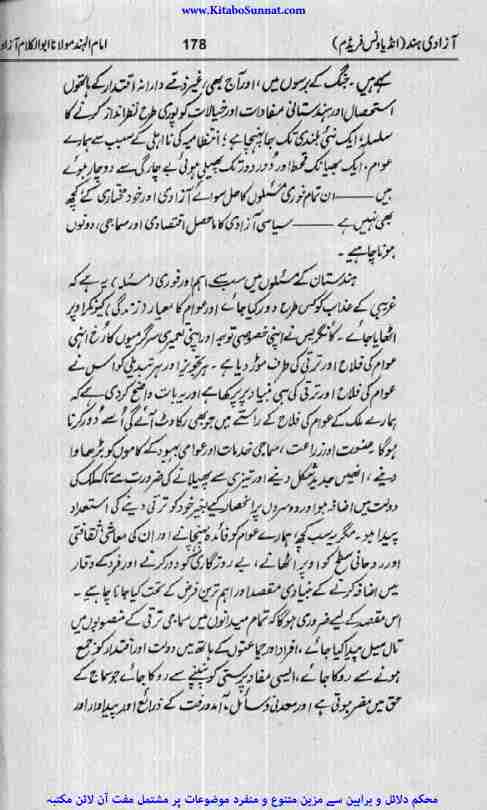 www.KitaboSunnat.com
آزادی ہند (انڈیا ونس فریڈم) 178 امام الہند مولانا ابوالکلام آزاد
ہے ہیں۔ جنگ کے برسوں میں، اور آج بھی، غیر ذمے دارانہ اقتدار کے ہاتھوں
استحصال اور ہندستانی مفادات اور خیالات کو پوری طرح نظر انداز کرنے کا
سلسلہ؛ ایک نئی بلندی تک جا پہنچا ہے؛ انتظامیہ کی نااہلی کے سبب سے ہمارے
عوام، ایک بھیانک قحط اور دُور دُور تک پھیلی ہوئی بے چارگی سے دوچار ہوئے
ہیں ــــــ ان تمام فوری مسئلوں کا حل سوائے آزادی اور خود مختاری کے کچھ
بھی نہیں ہے ــــــ سیاسی آزادی کا ماحصل اقتصادی اور سماجی، دونوں
ہونا چاہیے۔
ہندستان کے مسئلوں میں سب سے اہم اور فوری (مسئلہ) یہ ہے کہ
غریبی کے عذاب کو کس طرح دور کیا جائے اور عوام کا معیار (زندگی) کیونکر اوپر
اٹھایا جائے۔ کانگریس نے اپنی خصوصی توجہ اور اپنی تعمیری سرگرمیوں کا رُخ انہی
عوام کی فلاح اور ترقی کی طرف موڑ دیا ہے۔ ہر تجویز اور ہر تبدیلی کو اس نے
عوام کی فلاح اور ترقی کی سی بنیاد پر پرکھا ہے اور یہ بات واضح کر دی ہے کہ
ہمارے ملک کے عوام کی فلاح کے راستے میں جو بھی رکاوٹ آئے گی اُسے دُور کرنا
ہوگا۔ صنعت اور زراعت، سماجی خدمات اور عوامی بہبود کے کاموں کو بڑھاوا
دینے، انھیں جدید شکل دینے اور تیزی سے پھیلانے کی ضرورت ہے تاکہ ملک کی
دولت میں اضافہ ہو اور دوسروں پر انحصار کیے بغیر خود کو ترقی دینے کی استعداد
پیدا ہو۔ مگر یہ سب کچھ ہمارے عوام کو فائدہ پہنچانے اور ان کی معاشی، ثقافتی
اور روحانی سطح کو اوپر اٹھانے، بے روزگاری کو دور کرنے اور فرد کے وقار
میں اضافہ کرنے کے بنیادی مقصد اور اہم ترین فرض کے تحت کیا جانا چاہے۔
اس مقصد کے لیے ضروری ہوگا کہ تمام میدانوں میں سماجی ترقی کے منصوبوں میں
تال میل پیدا کیا جائے، افراد اور جماعتوں کے ہاتھ میں دولت اور اقتدار کو جمع
ہونے سے روکا جائے، ایسی مفاد پرستی کو پنپنے سے روکا جائے جو سماج کے
حق میں مضر ہوتی ہے اور معدنی وسائل، آمدورفت کے ذرائع اور پیداوار اور
محکم دلائل و براہین سے مزین متنوع و منفرد موضوعات پر مشتمل مفت آن لائن مکتبہ